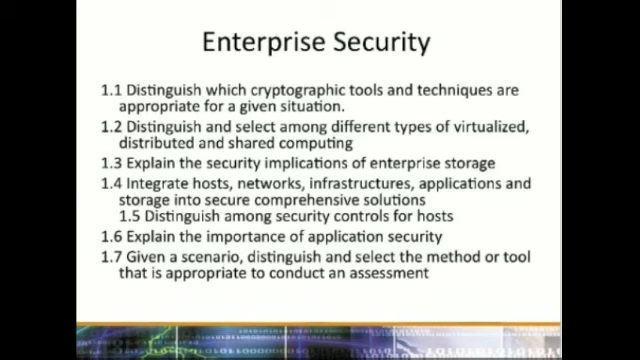 Enterprise Security
1.1 Distinguish which cryptographic tools and techniques are
appropriate for a given situation.
1.2 Distinguish and select among different types of virtualized,
distributed and shared computing
1.3 Explain the security implications of enterprise storage
1.4 Integrate hosts, networks, infrastructures, applications and
storage into secure comprehensive solutions
1.5 Distinguish among security controls for hosts
1.6 Explain the importance of application security
1.7 Given a scenario, distinguish and select the method or tool
that is appropriate to conduct an assessment